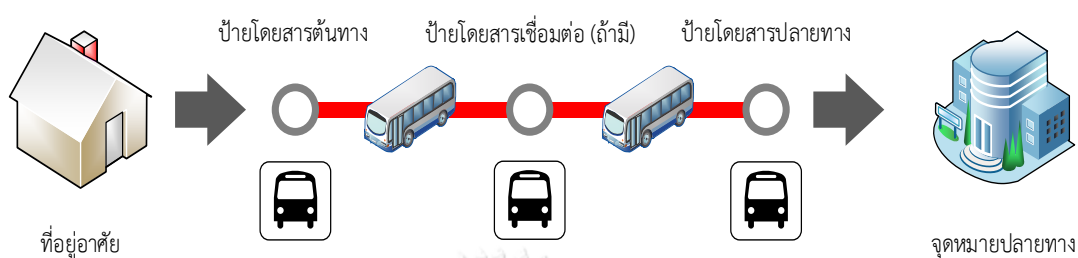 ป้ายโดยสารต้นทาง
ป้ายโดยสารเชื่อมต่อ (ถ้ามี)
ป้ายโดยสารปลายทาง
ที่อยู่อาศัย
จุดหมายปลายทาง